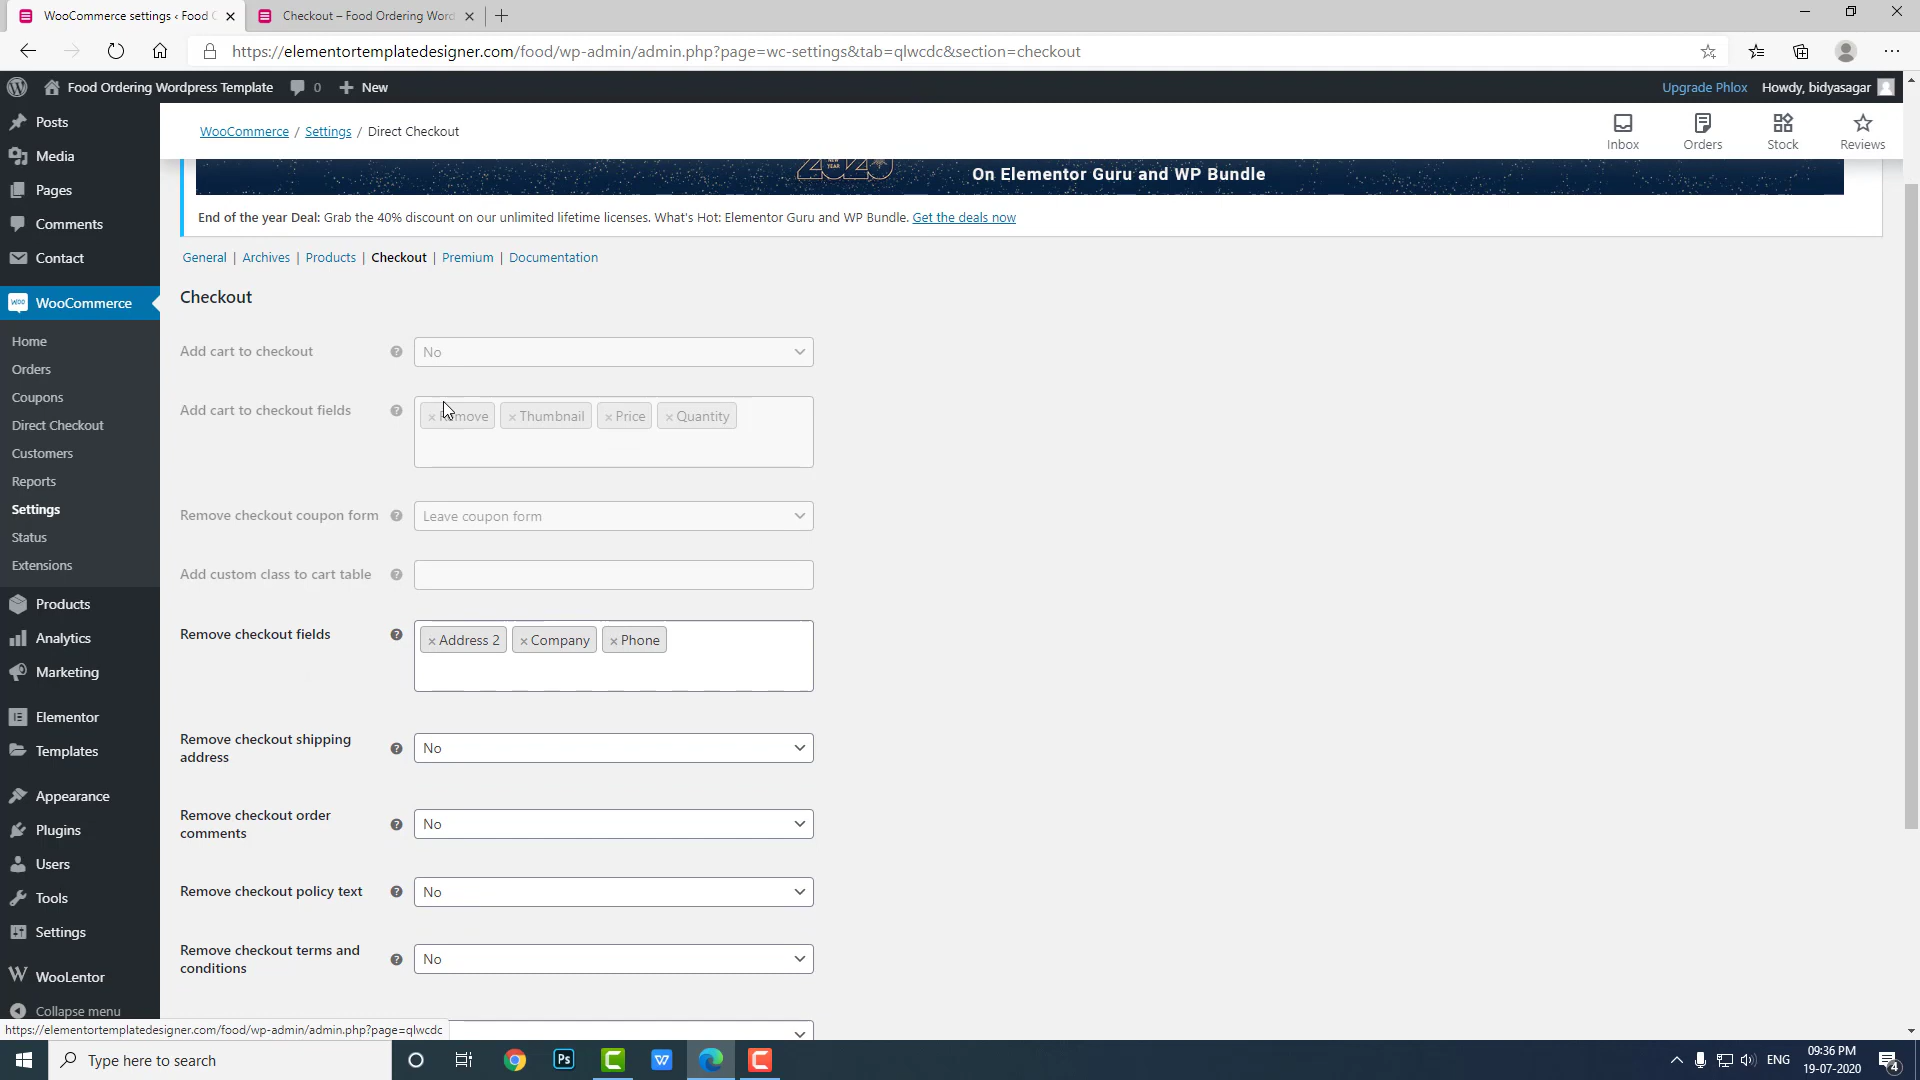 WooCommerce settings ‹ Food O
Checkout – Food Ordering Word
https://elementortemplatedesigner.com/food/wp-admin/admin.php?page=wc-settings&tab=qlwcdc&section=checkout
Food Ordering Wordpress Template 0 New
Upgrade Phlox Howdy, bidyasagar
Posts
Media
Pages
Comments
Contact
WooCommerce
Home
Orders
Coupons
Direct Checkout
Customers
Reports
Settings
Status
Extensions
Products
Analytics
Marketing
Elementor
Templates
Appearance
Plugins
Users
Tools
Settings
WooLentor
Collapse menu
WooCommerce / Settings / Direct Checkout
Inbox
Orders
Stock
Reviews
NEW
YEAR
2020
On Elementor Guru and WP Bundle
End of the year Deal: Grab the 40% discount on our unlimited lifetime licenses. What's Hot: Elementor Guru and WP Bundle. Get the deals now
General | Archives | Products | Checkout | Premium | Documentation
Checkout
Add cart to checkout ? No
Add cart to checkout fields ? × Remove × Thumbnail × Price × Quantity
Remove checkout coupon form ? Leave coupon form
Add custom class to cart table ?
Remove checkout fields ? × Address 2 × Company × Phone
Remove checkout shipping
address ? No
Remove checkout order
comments ? No
Remove checkout policy text ? No
Remove checkout terms and
conditions ? No
https://elementortemplatedesigner.com/food/wp-admin/admin.php?page=qlwcdc
Type here to search
Ps
W
ENG
09:36 PM
19-07-2020
4